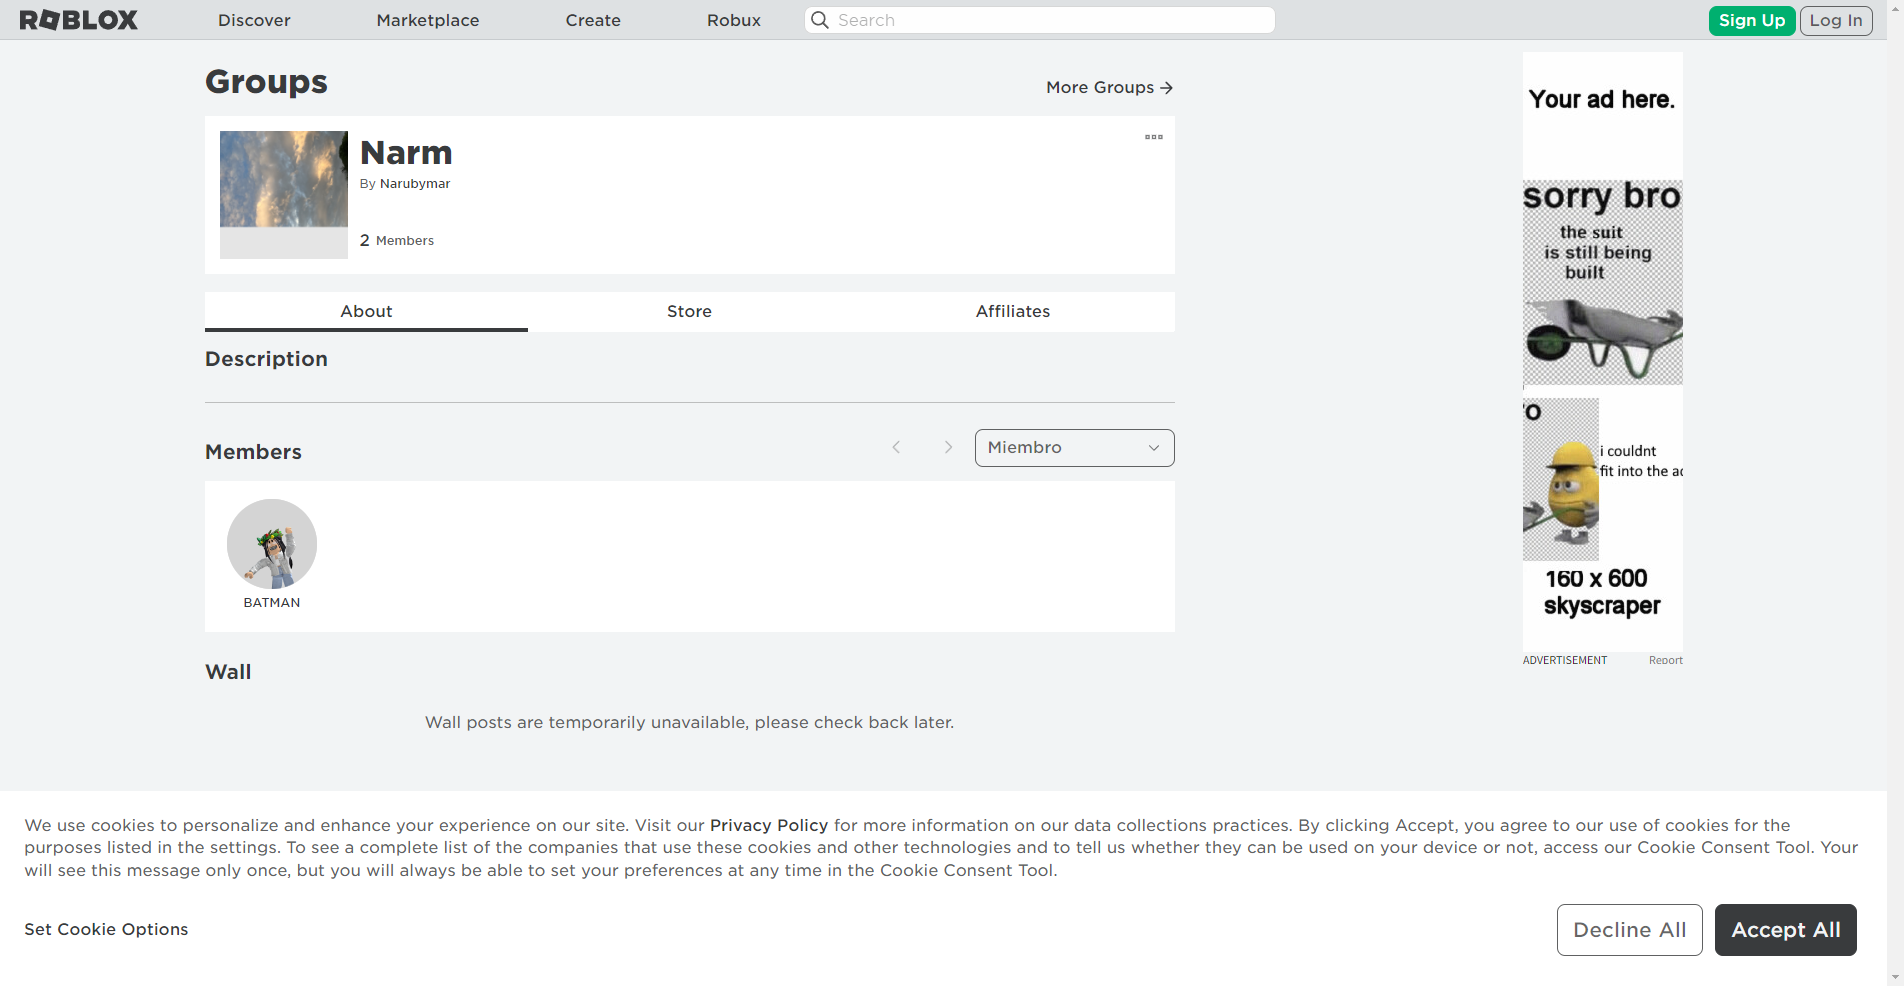 ROBLOX
Discover
Marketplace
Create
Robux
Search
Sign Up
Log In
Groups
More Groups
Narm
By Narubymar
2 Members
About
Store
Affiliates
Description
Members
Miembro
BATMAN
Wall
Wall posts are temporarily unavailable, please check back later.
Your ad here.
sorry bro
the suit
is still being
built
ro
i couldnt
fit into the ad
160 x 600
skyscraper
ADVERTISEMENT
Report
We use cookies to personalize and enhance your experience on our site. Visit our Privacy Policy for more information on our data collections practices. By clicking Accept, you agree to our use of cookies for the
purposes listed in the settings. To see a complete list of the companies that use these cookies and other technologies and to tell us whether they can be used on your device or not, access our Cookie Consent Tool. Your
will see this message only once, but you will always be able to set your preferences at any time in the Cookie Consent Tool.
Set Cookie Options
Decline All
Accept All